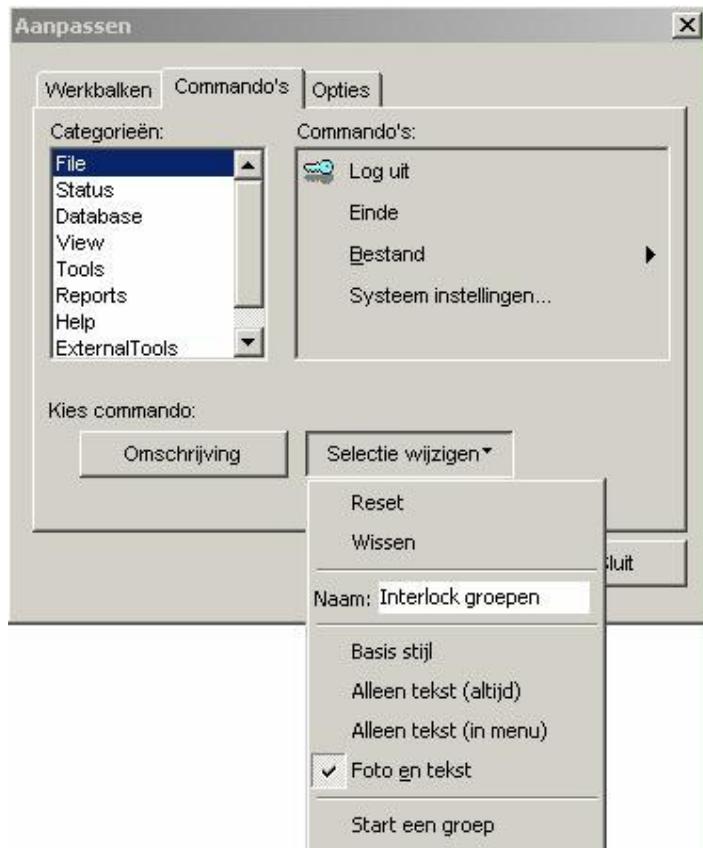 Aanpassen
Werkbalken Commando's Opties
Categorieën:
File
Status
Database
View
Tools
Reports
Help
ExternalTools
Commando's:
Log uit
Einde
Bestand
Systeem instellingen...
Kies commando:
Omschrijving Selectie wijzigen
Reset
Wissen
Naam: Interlock groepen
Basis stijl
Alleen tekst (altijd)
Alleen tekst (in menu)
Foto en tekst
Start een groep
Sluit